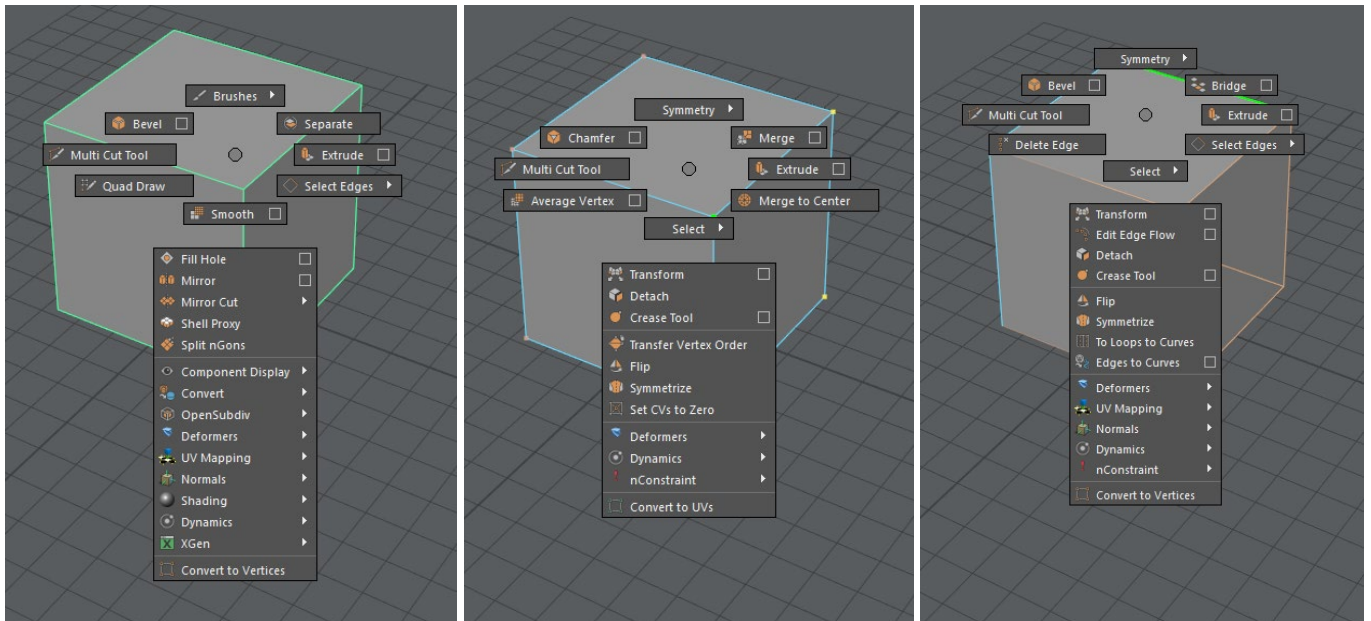 Brushes
Bevel
Separate
Multi Cut Tool
Extrude
Quad Draw
Select Edges
Smooth
Fill Hole
Mirror
Mirror Cut
Shell Proxy
Split nGons
Component Display
Convert
OpenSubdiv
Deformers
UV Mapping
Normals
Shading
Dynamics
XGen
Convert to Vertices
Symmetry
Chamfer
Merge
Multi Cut Tool
Extrude
Average Vertex
Merge to Center
Select
Transform
Detach
Crease Tool
Transfer Vertex Order
Flip
Symmetrize
Set CVs to Zero
Deformers
Dynamics
nConstraint
Convert to UVs
Symmetry
Bevel
Bridge
Multi Cut Tool
Extrude
Delete Edge
Select Edges
Select
Transform
Edit Edge Flow
Detach
Crease Tool
Flip
Symmetrize
To Loops to Curves
Edges to Curves
Deformers
UV Mapping
Normals
Dynamics
nConstraint
Convert to Vertices